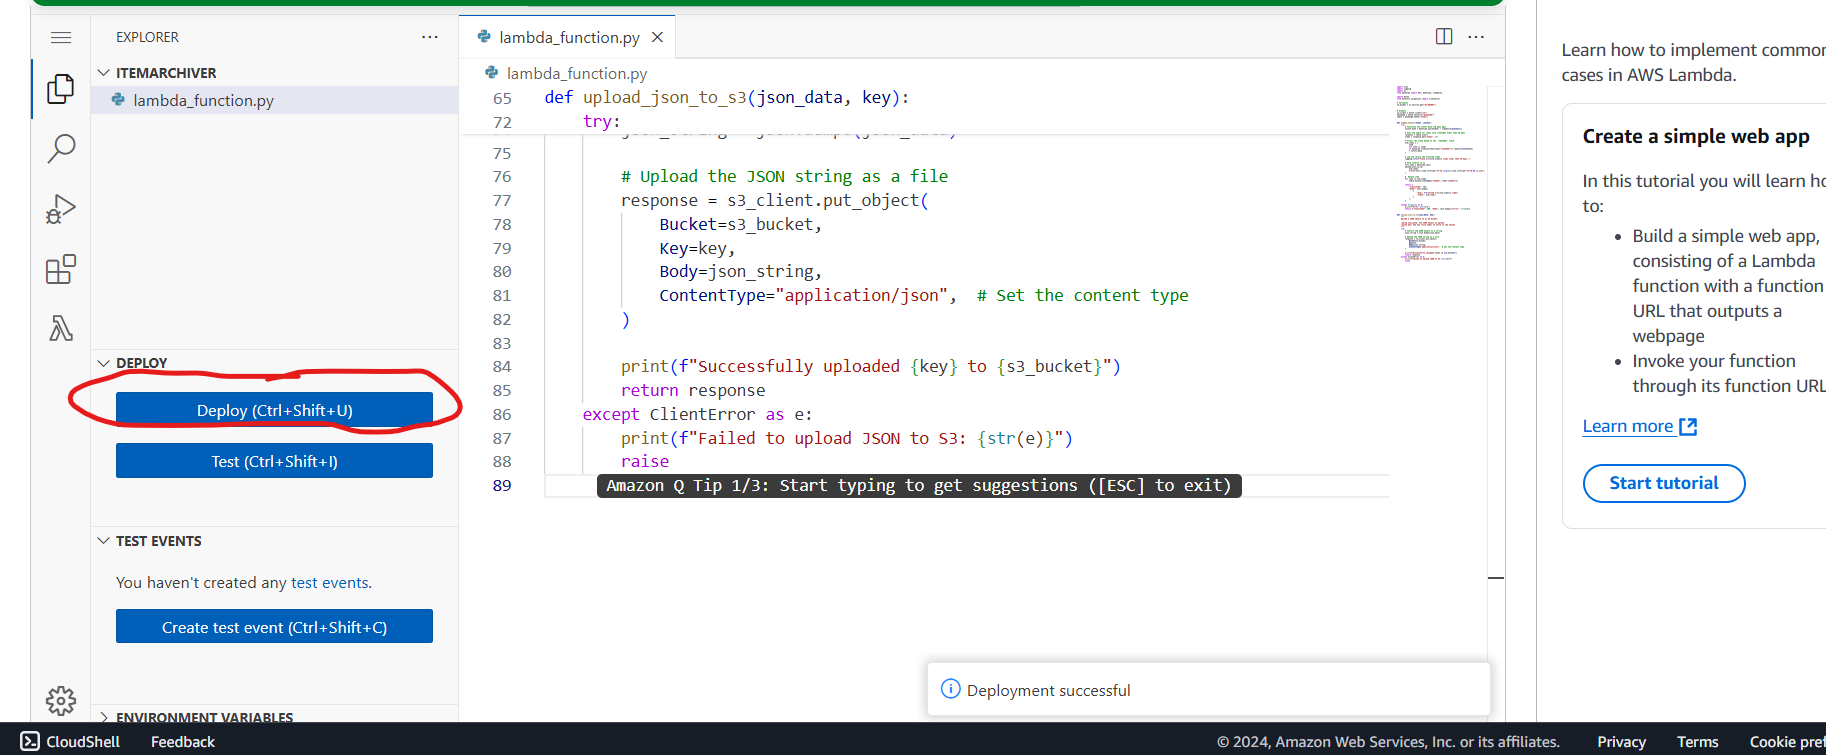 EXPLORER
ITEMARCHIVER
lambda_function.py
DEPLOY
Deploy (Ctrl+Shift+U)
Test (Ctrl+Shift+I)
TEST EVENTS
You haven't created any test events.
Create test event (Ctrl+Shift+C)
ENVIRONMENT VARIABLES
lambda_function.py
lambda_function.py
65 def upload_json_to_s3(json_data, key):
72 try:
75
76 # Upload the JSON string as a file
77 response = s3_client.put_object(
78 Bucket=s3_bucket,
79 Key=key,
80 Body=json_string,
81 ContentType="application/json", # Set the content type
82 )
83
84 print(f"Successfully uploaded {key} to {s3_bucket}")
85 return response
86 except ClientError as e:
87 print(f"Failed to upload JSON to S3: {str(e)}")
88 raise
89 Amazon Q Tip 1/3: Start typing to get suggestions ([ESC] to exit)
Deployment successful
Learn how to implement common
cases in AWS Lambda.
Create a simple web app
In this tutorial you will learn ho
to:
• Build a simple web app,
consisting of a Lambda
function with a function
URL that outputs a
webpage
• Invoke your function
through its function URL
Learn more
Start tutorial
CloudShell Feedback © 2024, Amazon Web Services, Inc. or its affiliates. Privacy Terms Cookie pref